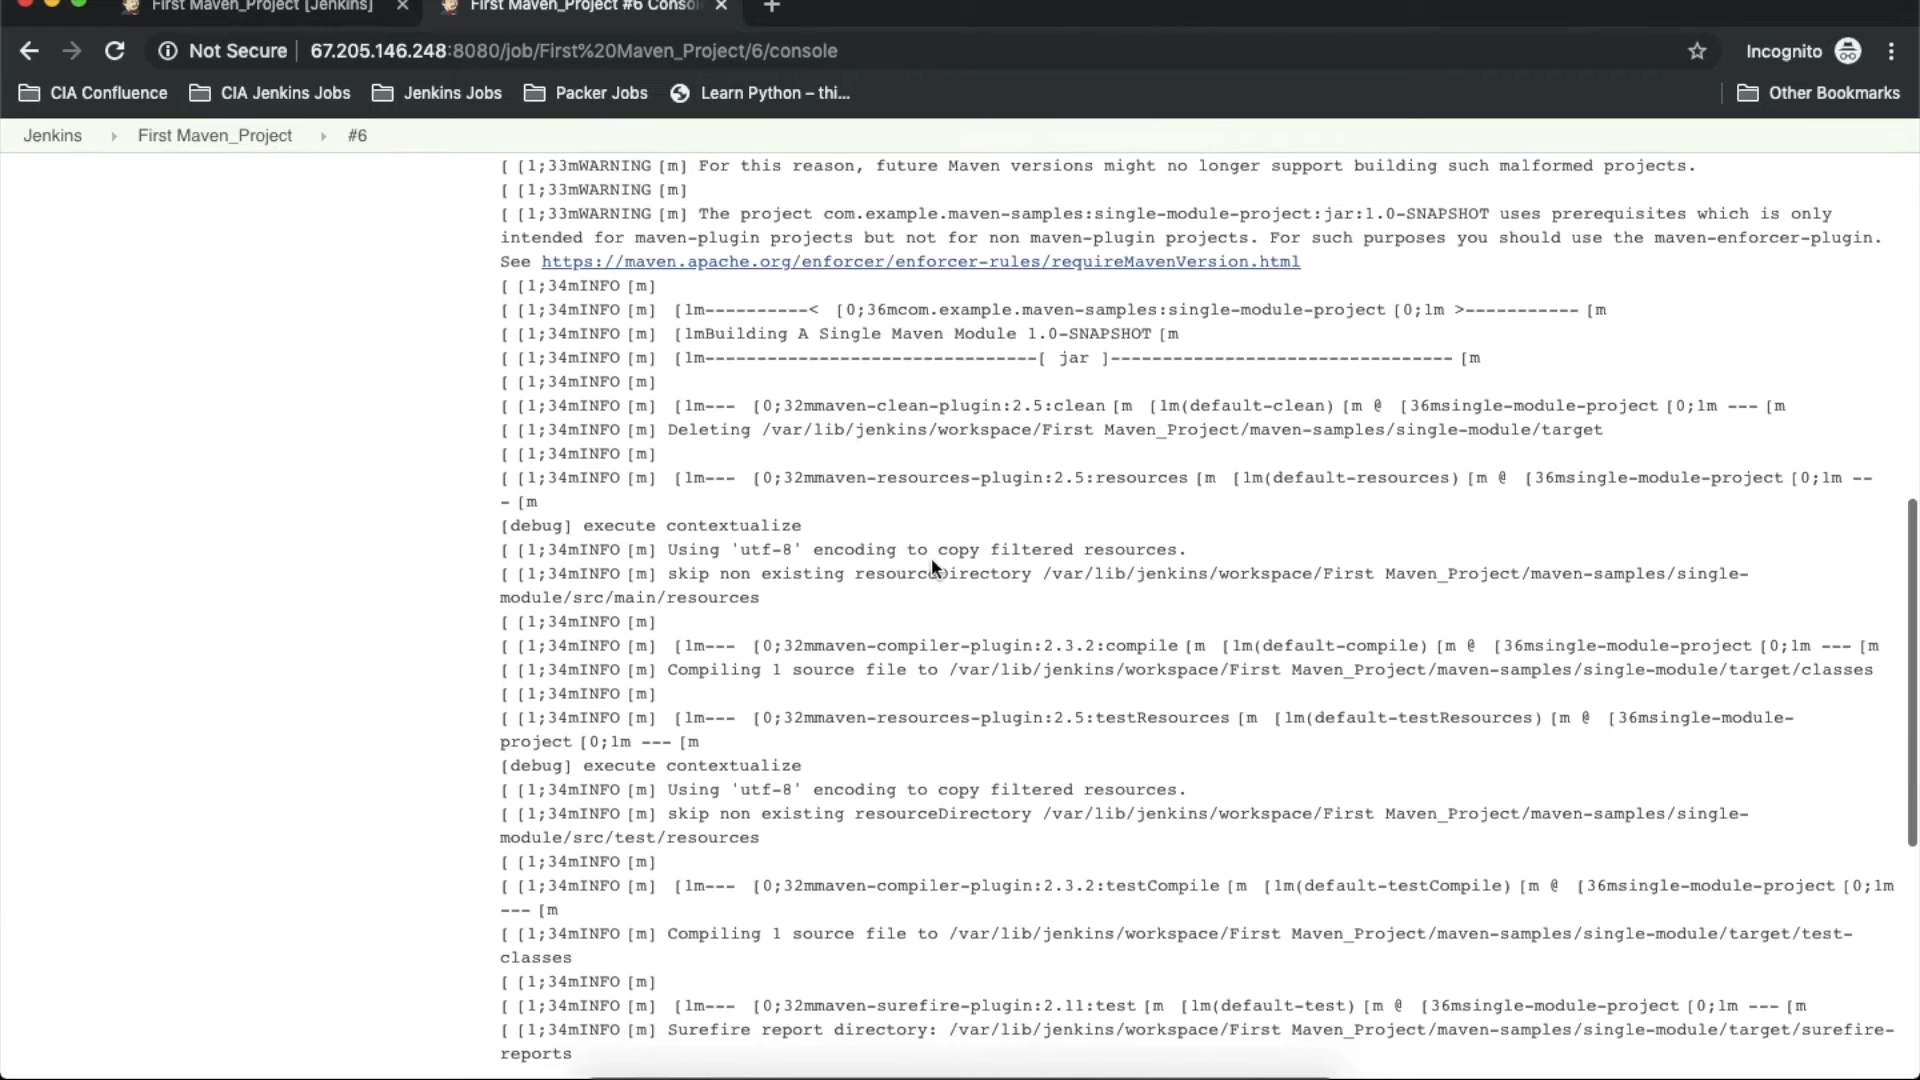 First Maven_Project [Jenkins]
First Maven_Project #6 Conso
Not Secure
67.205.146.248:8080/job/First%20Maven_Project/6/console
Incognito
CIA Confluence
CIA Jenkins Jobs
Jenkins Jobs
Packer Jobs
Learn Python – thi...
Other Bookmarks
Jenkins
First Maven_Project
#6
[ [1;33mWARNING [m] For this reason, future Maven versions might no longer support building such malformed projects.
[ [1;33mWARNING [m]
[ [1;33mWARNING [m] The project com.example.maven-samples:single-module-project:jar:1.0-SNAPSHOT uses prerequisites which is only
intended for maven-plugin projects but not for non maven-plugin projects. For such purposes you should use the maven-enforcer-plugin.
See https://maven.apache.org/enforcer/enforcer-rules/requireMavenVersion.html
[ [1;34mINFO [m]
[ [1;34mINFO [m]  [1m----------<  [0;36mcom.example.maven-samples:single-module-project [0;1m >----------- [m
[ [1;34mINFO [m]  [1mBuilding A Single Maven Module 1.0-SNAPSHOT [m
[ [1;34mINFO [m]  [1m--------------------------------[ jar ]--------------------------------- [m
[ [1;34mINFO [m]
[ [1;34mINFO [m]  [1m---  [0;32mmaven-clean-plugin:2.5:clean [m  [1m(default-clean) [m @  [36msingle-module-project [0;1m --- [m
[ [1;34mINFO [m] Deleting /var/lib/jenkins/workspace/First Maven_Project/maven-samples/single-module/target
[ [1;34mINFO [m]
[ [1;34mINFO [m]  [1m---  [0;32mmaven-resources-plugin:2.5:resources [m  [1m(default-resources) [m @  [36msingle-module-project [0;1m --
- [m
[debug] execute contextualize
[ [1;34mINFO [m] Using 'utf-8' encoding to copy filtered resources.
[ [1;34mINFO [m] skip non existing resourceDirectory /var/lib/jenkins/workspace/First Maven_Project/maven-samples/single-
module/src/main/resources
[ [1;34mINFO [m]
[ [1;34mINFO [m]  [1m---  [0;32mmaven-compiler-plugin:2.3.2:compile [m  [1m(default-compile) [m @  [36msingle-module-project [0;1m --- [m
[ [1;34mINFO [m] Compiling 1 source file to /var/lib/jenkins/workspace/First Maven_Project/maven-samples/single-module/target/classes
[ [1;34mINFO [m]
[ [1;34mINFO [m]  [1m---  [0;32mmaven-resources-plugin:2.5:testResources [m  [1m(default-testResources) [m @  [36msingle-module-
project [0;1m --- [m
[debug] execute contextualize
[ [1;34mINFO [m] Using 'utf-8' encoding to copy filtered resources.
[ [1;34mINFO [m] skip non existing resourceDirectory /var/lib/jenkins/workspace/First Maven_Project/maven-samples/single-
module/src/test/resources
[ [1;34mINFO [m]
[ [1;34mINFO [m]  [1m---  [0;32mmaven-compiler-plugin:2.3.2:testCompile [m  [1m(default-testCompile) [m @  [36msingle-module-project [0;1m
--- [m
[ [1;34mINFO [m] Compiling 1 source file to /var/lib/jenkins/workspace/First Maven_Project/maven-samples/single-module/target/test-
classes
[ [1;34mINFO [m]
[ [1;34mINFO [m]  [1m---  [0;32mmaven-surefire-plugin:2.11:test [m  [1m(default-test) [m @  [36msingle-module-project [0;1m --- [m
[ [1;34mINFO [m] Surefire report directory: /var/lib/jenkins/workspace/First Maven_Project/maven-samples/single-module/target/surefire-
reports